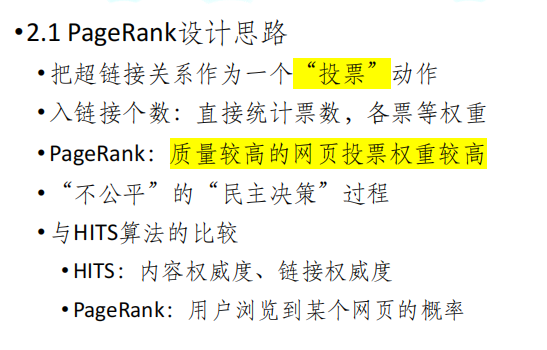 •2.1 PageRank设计思路
•把超链接关系作为一个“投票”动作
•入链接个数：直接统计票数，各票等权重
•PageRank：质量较高的网页投票权重较高
•“不公平”的“民主决策”过程
•与HITS算法的比较
•HITS：内容权威度、链接权威度
•PageRank：用户浏览到某个网页的概率